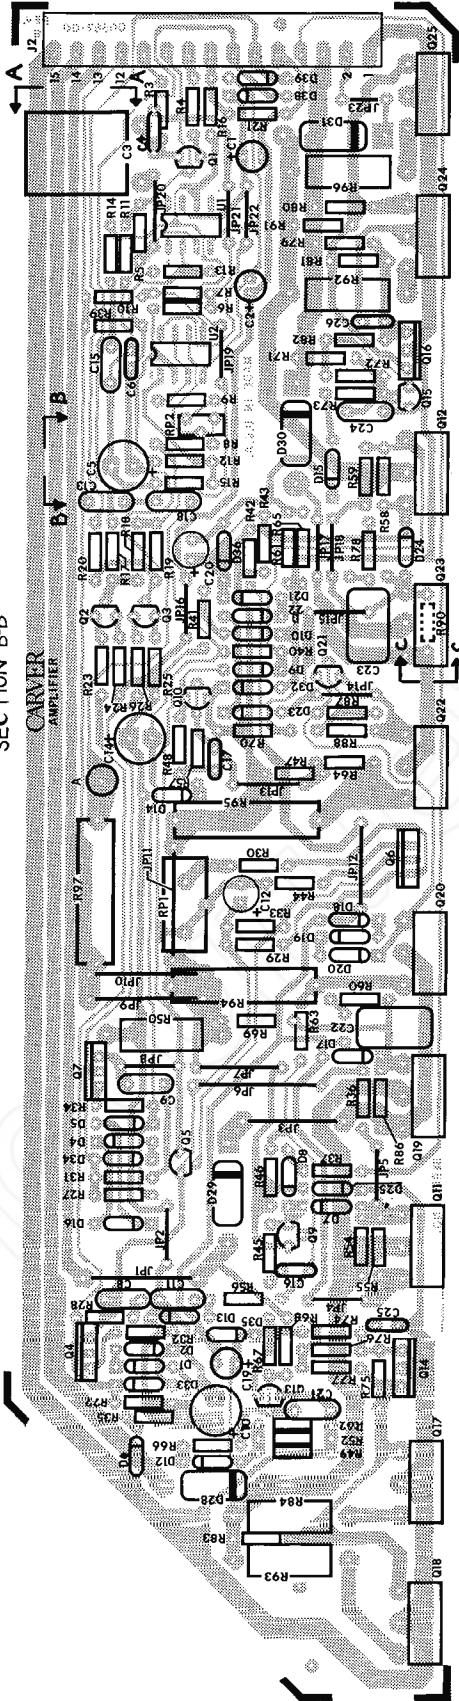 J2
15
14
13
12
2
1
A
A
R3
R4
R16
D39
D38
R21
JP23
D31
Q25
C3
Q1
C1
R96
Q24
R14
R11
JP20
U1
JP21
JP22
R80
R91
R79
R81
R5
R13
R7
R6
R92
R10
R39
C26
R82
R71
R72
Q16
C15
C6
U2
JP19
R9
RP2
R73
C24
Q15
B
B
R8
R12
R15
D30
Q12
C5
C13
C18
R59
R58
R42
R43
R65
R61
JP17
JP18
R78
D24
R20
R17
R18
R19
C20
D36
Q23
Q2
Q3
JP16
R41
D21
D10
R40
D9
D32
D23
R70
JP15
Q21
C23
R90
C
C
SECTION B-B
CARVER
AMPLIFIER
R23
R24
R26
R25
Q10
JP14
R87
R88
R64
Q22
A
C14
R48
C17
D14
R47
JP13
R95
R97
JP11
RP1
R30
C12
R44
R33
R29
JP12
Q6
D18
D19
D20
Q20
JP10
JP9
R94
R50
R69
R63
R60
C22
D17
Q7
JP8
C9
JP7
JP6
JP3
R34
D5
D4
D34
R31
R27
D16
Q5
R36
R86
Q19
D29
R46
D8
R37
JP5
D25
D7
Q11
JP2
R45
Q9
C16
R54
R55
JP1
C8
R28
R56
R68
JP4
R74
C25
Q4
R32
D1
D33
D13
D35
C19
R67
R76
R77
R75
Q14
R22
R35
C10
Q13
C21
R62
R52
R49
R66
D12
D28
Q17
R83
R84
R93
Q18